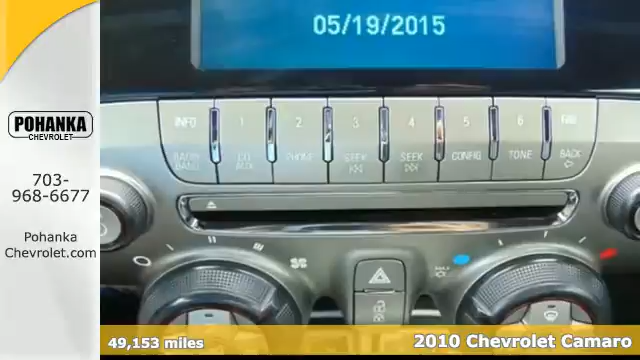 05/19/2015
POHANKA
CHEVROLET
703-
968-6677
Pohanka
Chevrolet.com
INFO 1 2 3 4 5 6 FAV
RADIO BAND CD AUX PHONE SEEK SEEK CONFIG TONE BACK
49,153 miles
2010 Chevrolet Camaro